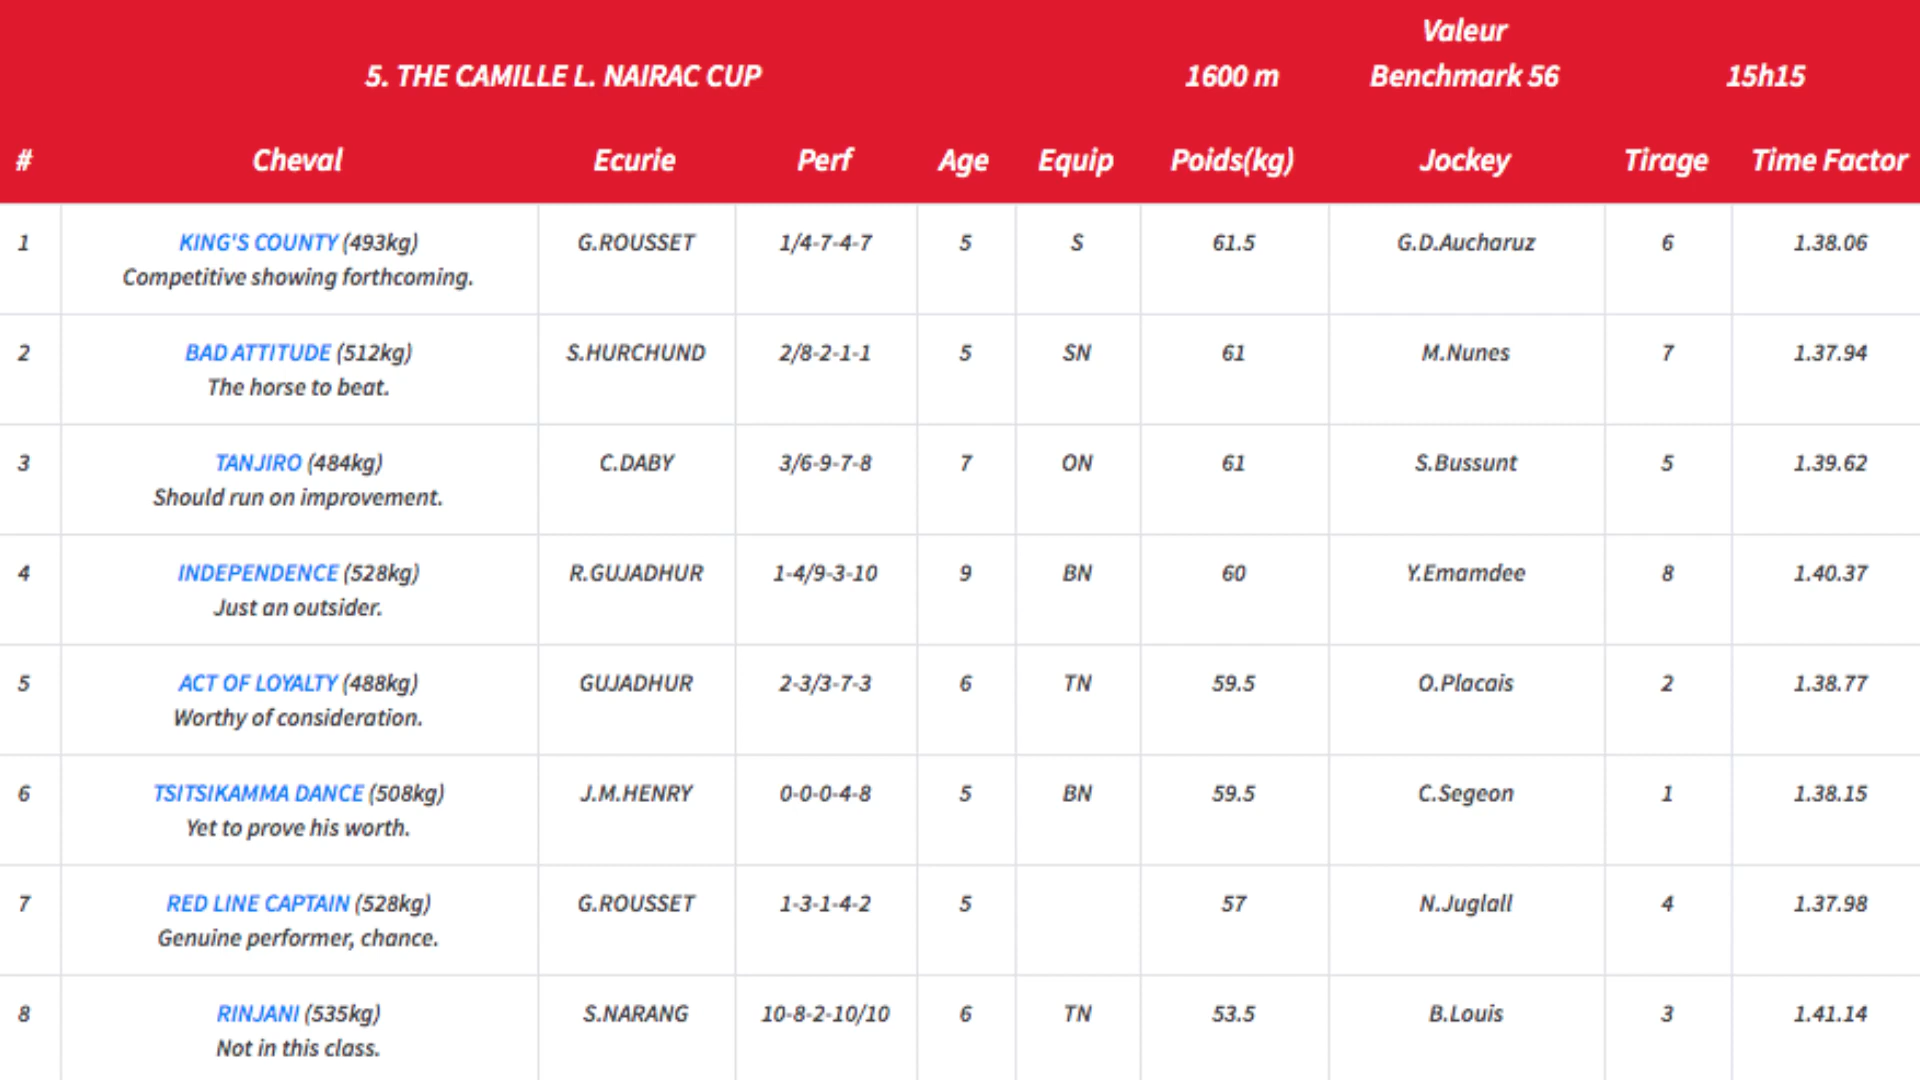 Valeur
5. THE CAMILLE L. NAIRAC CUP 1600 m Benchmark 56 15h15
# Cheval Ecurie Perf Age Equip Poids(kg) Jockey Tirage Time Factor
1 KING'S COUNTY (493kg) G.ROUSSET 1/4-7-4-7 5 S 61.5 G.D.Aucharuz 6 1.38.06
Competitive showing forthcoming.
2 BAD ATTITUDE (512kg) S.HURCHUND 2/8-2-1-1 5 SN 61 M.Nunes 7 1.37.94
The horse to beat.
3 TANJIRO (484kg) C.DABY 3/6-9-7-8 7 ON 61 S.Bussunt 5 1.39.62
Should run on improvement.
4 INDEPENDENCE (528kg) R.GUJADHUR 1-4/9-3-10 9 BN 60 Y.Emamdee 8 1.40.37
Just an outsider.
5 ACT OF LOYALTY (488kg) GUJADHUR 2-3/3-7-3 6 TN 59.5 O.Placais 2 1.38.77
Worthy of consideration.
6 TSITSIKAMMA DANCE (508kg) J.M.HENRY 0-0-0-4-8 5 BN 59.5 C.Segeon 1 1.38.15
Yet to prove his worth.
7 RED LINE CAPTAIN (528kg) G.ROUSSET 1-3-1-4-2 5 57 N.Juglall 4 1.37.98
Genuine performer, chance.
8 RINJANI (535kg) S.NARANG 10-8-2-10/10 6 TN 53.5 B.Louis 3 1.41.14
Not in this class.